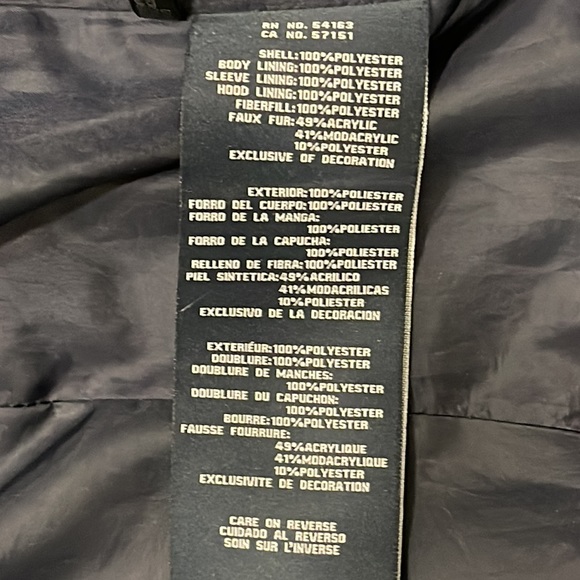 RN NO. 54163
CA NO. 57151
SHELL:100%POLYESTER
BODY LINING:100%POLYESTER
SLEEVE LINING:100%POLYESTER
HOOD LINING:100%POLYESTER
FIBERFILL:100%POLYESTER
FAUX FUR:49%ACRYLIC
41%MODACRYLIC
10%POLYESTER
EXCLUSIVE OF DECORATION
EXTERIOR:100%POLIESTER
FORRO DEL CUERPO:100%POLIESTER
FORRO DE LA MANGA:
100%POLIESTER
FORRO DE LA CAPUCHA:
100%POLIESTER
RELLENO DE FIBRA:100%POLIESTER
PIEL SINTETICA:49%ACRILICO
41%MODACRILICAS
10%POLIESTER
EXCLUSIVO DE LA DECORACION
EXTERIÉUR:100%POLYESTER
DOUBLURE:100%POLYESTER
DOUBLURE DE MANCHES:
100%POLYESTER
DOUBLURE DU CAPUCHON:
100%POLYESTER
BOURRE:100%POLYESTER
FAUSSE FOURRURE:
49%ACRYLIQUE
41%MODACRYLIQUE
10%POLYESTER
EXCLUSIVITE DE DECORATION
CARE ON REVERSE
CUIDADO AL REVERSO
SOIN SUR L'INVERSE